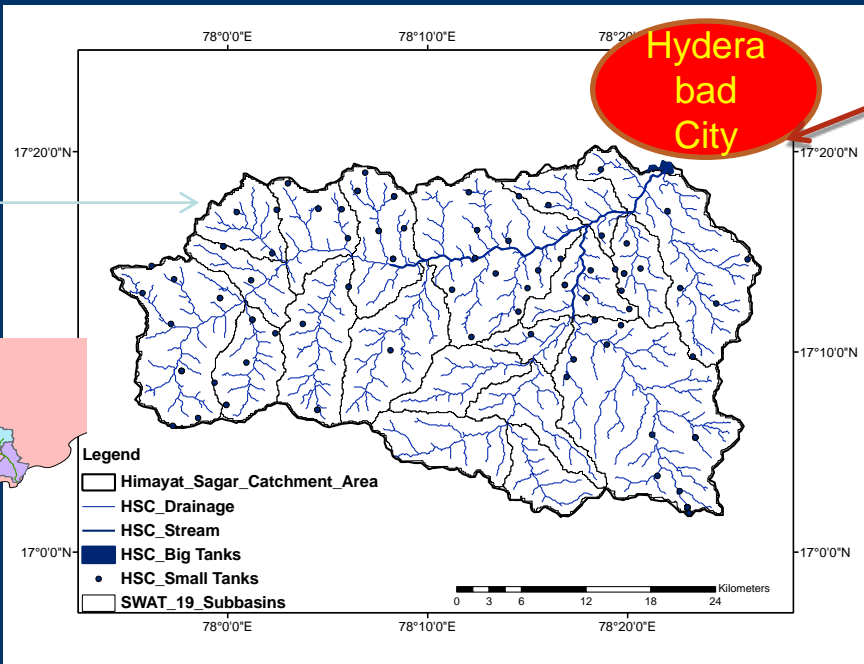 78°0'0"E
78°10'0"E
78°20'
Hydera
bad
City
17°20'0"N
17°20'0"N
17°10'0"N
Legend
Himayat_Sagar_Catchment_Area
HSC_Drainage
HSC_Stream
HSC_Big Tanks
HSC_Small Tanks
SWAT_19_Subbasins
17°0'0"N
17°0'0"N
Kilometers
0 3 6 12 18 24
78°0'0"E
78°10'0"E
78°20'0"E